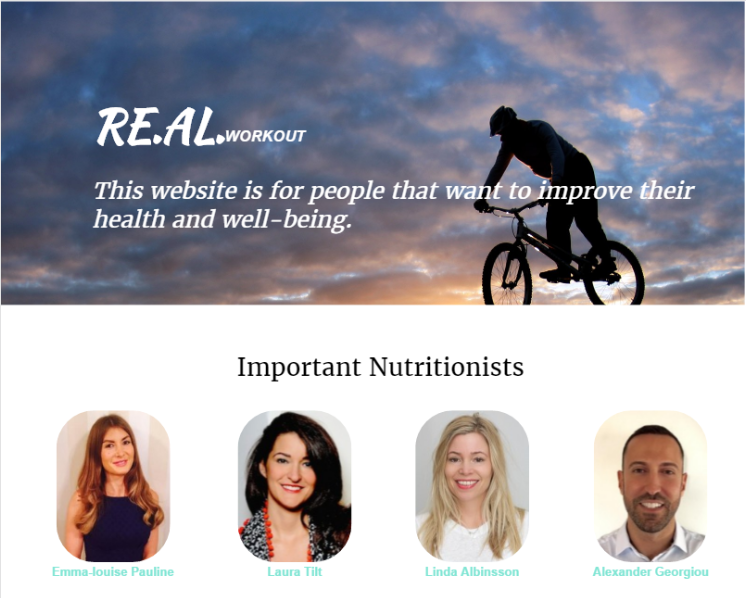 RE.AL.WORKOUT
This website is for people that want to improve their
health and well-being.
Important Nutritionists
Emma-louise Pauline
Laura Tilt
Linda Albinsson
Alexander Georgiou